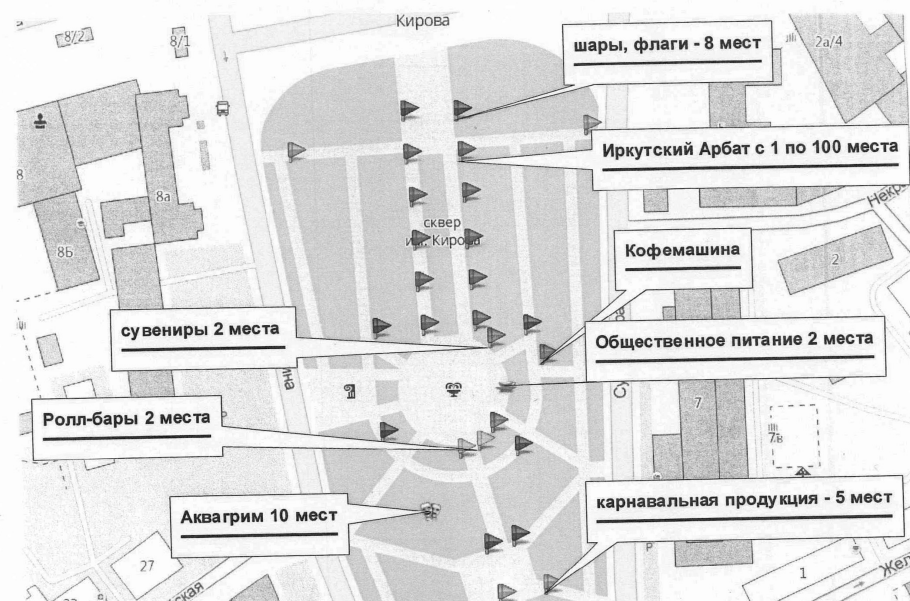 Кирова
8/2
8/1
2а/4
шары, флаги - 8 мест
Иркутский Арбат с 1 по 100 места
8
8а
8Б
сквер
им. Кирова
Кофемашина
2
сувениры 2 места
Общественное питание 2 места
Ролл-бары 2 места
7
7в
Аквагрим 10 мест
карнавальная продукция - 5 мест
Р
27
1